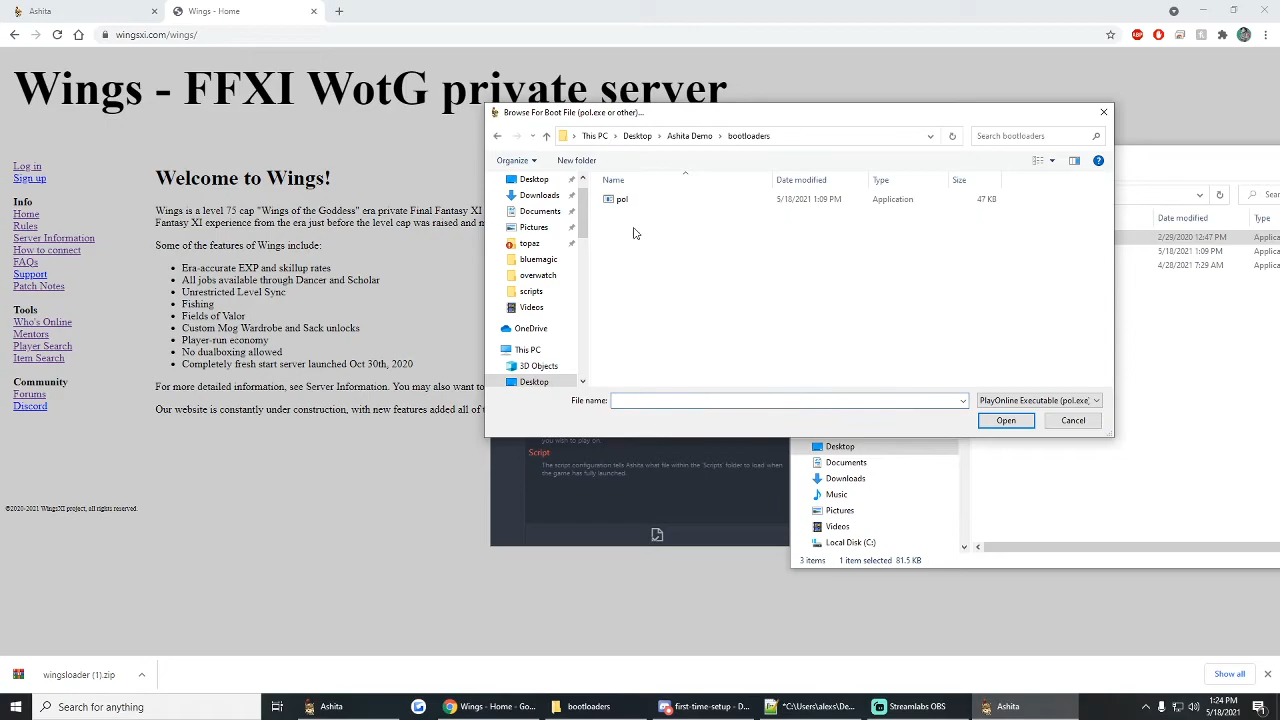 Ashita
Wings - Home
wingsxi.com/wings/
Wings - FFXI WotG private server
Log in
Sign up
Info
Home
Rules
Server Information
How to connect
FAQs
Support
Patch Notes
Tools
Who's Online
Mentors
Player Search
Item Search
Community
Forums
Discord
©2020-2021 WingsXI project, all rights reserved.
Welcome to Wings!
Wings is a level 75 cap "Wings of the Goddess" era private Final Fantasy XI
Fantasy XI experience from the era just before the level cap was raised and
Some of the features of Wings include:
Era-accurate EXP and skillup rates
All jobs available through Dancer and Scholar
Unrestricted Level Sync
Fishing
Fields of Valor
Custom Mog Wardrobe and Sack unlocks
Player-run economy
No dualboxing allowed
Completely fresh start server launched Oct 30th, 2020
For more detailed information, see Server Information. You may also want
Our website is constantly under construction, with new features added all of
Browse For Boot File (pol.exe or other)...
This PC > Desktop > Ashita Demo > bootloaders
Search bootloaders
Organize
New folder
Name Date modified Type Size
pol 5/18/2021 1:09 PM Application 47 KB
Desktop
Downloads
Documents
Pictures
topaz
bluemagic
overwatch
scripts
Videos
OneDrive
This PC
3D Objects
Desktop
File name:
PlayOnline Executable (pol.exe)
Open Cancel
you with to play on.
Script
The script configuration tells Ashita what file within the 'Scripts' folder to load when
the game has fully launched.
Date modified
2/29/2020 12:47 PM
5/18/2021 1:09 PM
4/28/2021 7:29 AM
Desktop
Documents
Downloads
Music
Pictures
Videos
Local Disk (C:)
3 items 1 item selected 81.5 KB
wingsloader (1).zip
Show all
Search for anything
Ashita
Wings - Home - Go...
bootloaders
first-time-setup - D...
*C:\Users\alexs\De...
Streamlabs OBS
Ashita
1:24 PM
5/18/2021